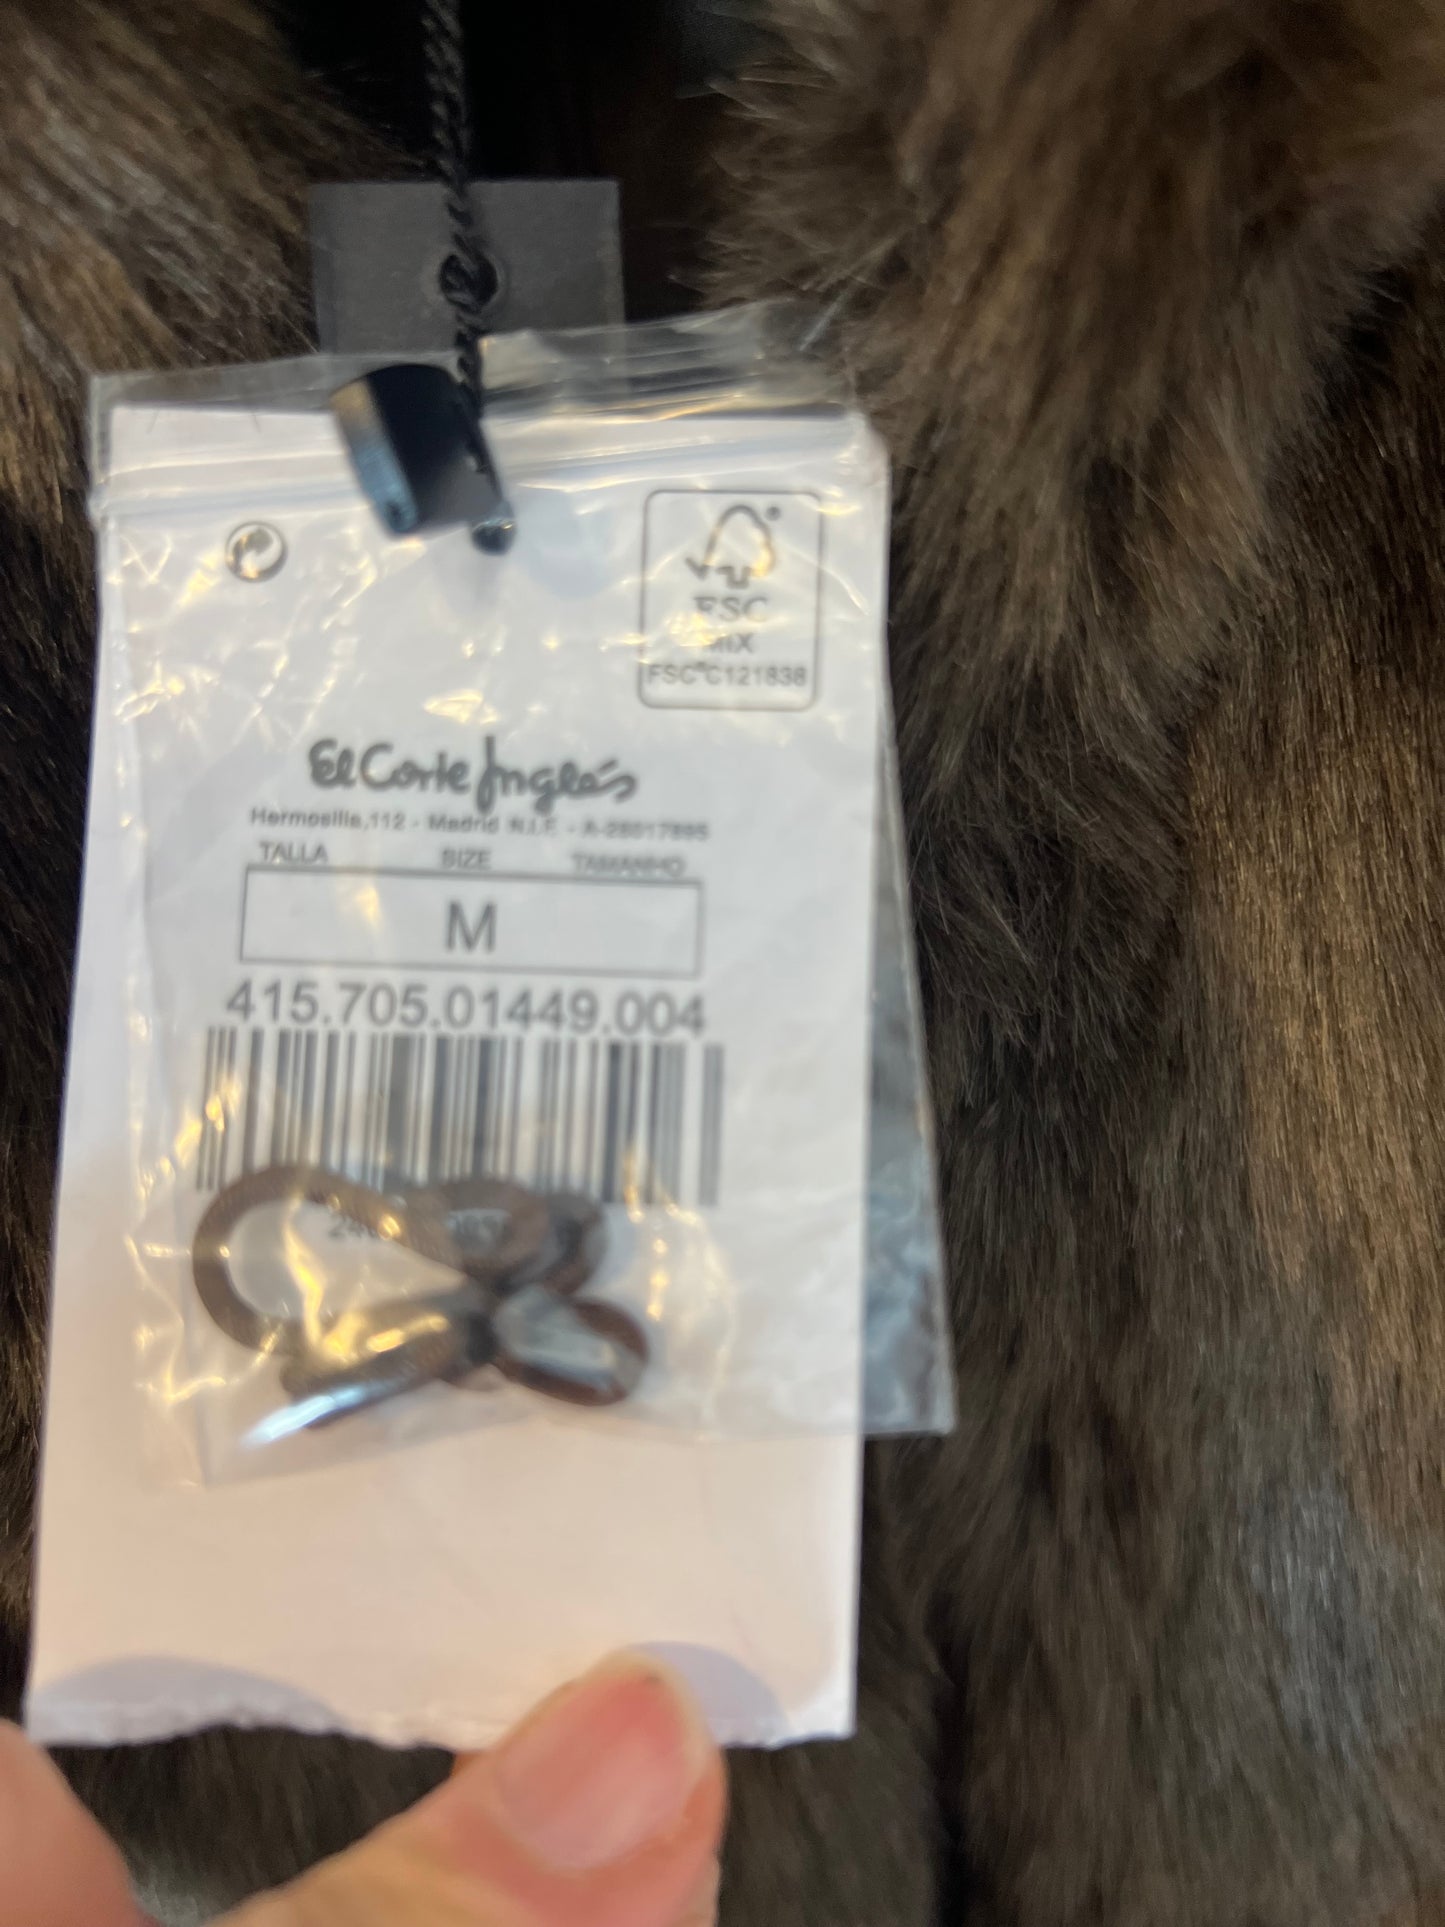 FSC
MIX
FSC®C121838
El Corte Inglés
Hermosilla,112 - Madrid N.I.F. - A-28017895
TALLA SIZE TAMANHO
M
415.705.01449.004